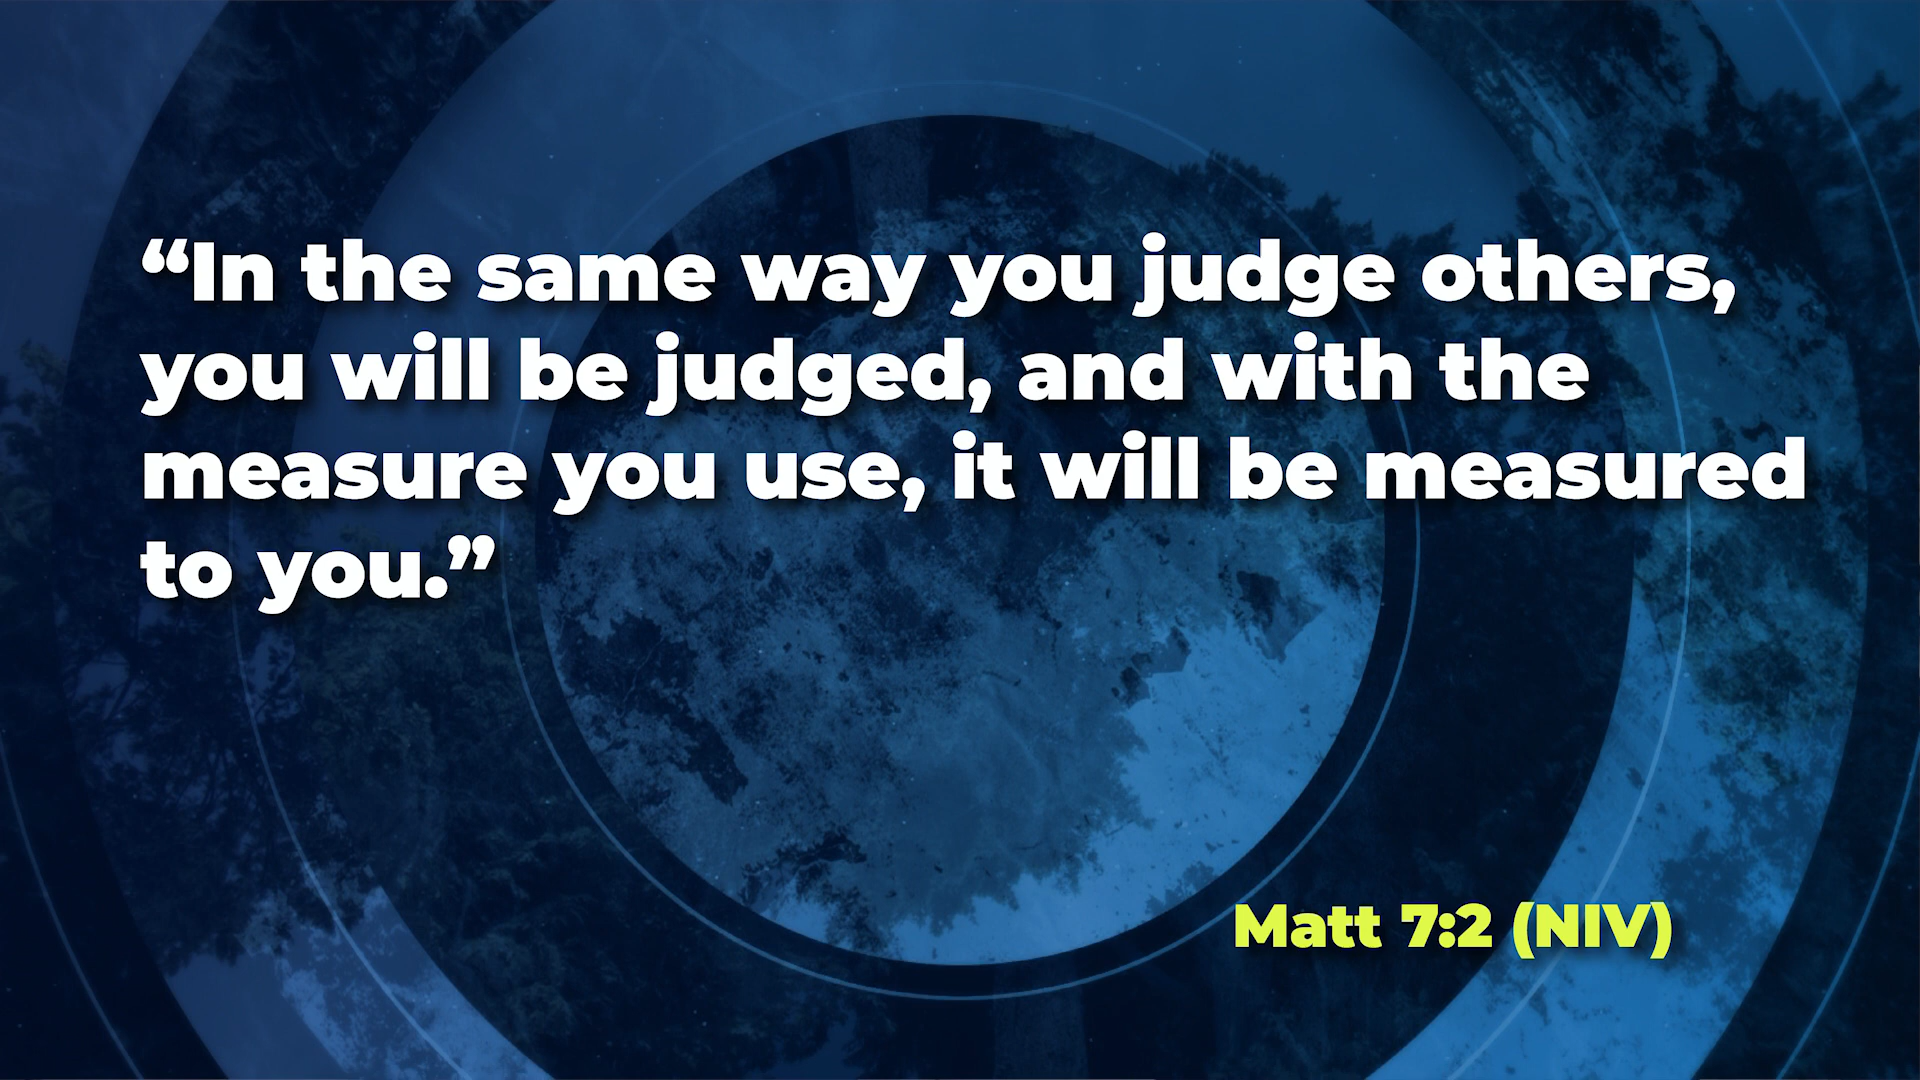 “In the same way you judge others,
you will be judged, and with the
measure you use, it will be measured
to you.”
Matt 7:2 (NIV)